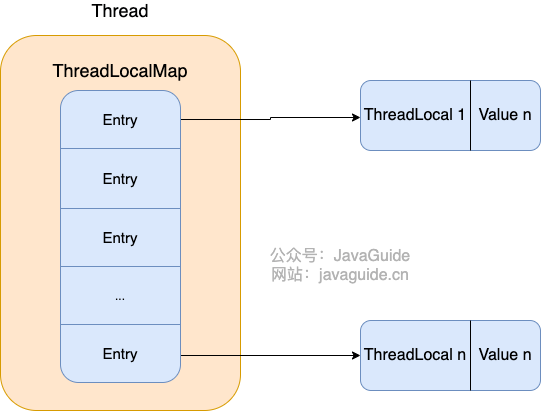 Thread
ThreadLocalMap
Entry
ThreadLocal 1
Value n
Entry
Entry
公众号：JavaGuide
网站：javaguide.cn
...
Entry
ThreadLocal n
Value n